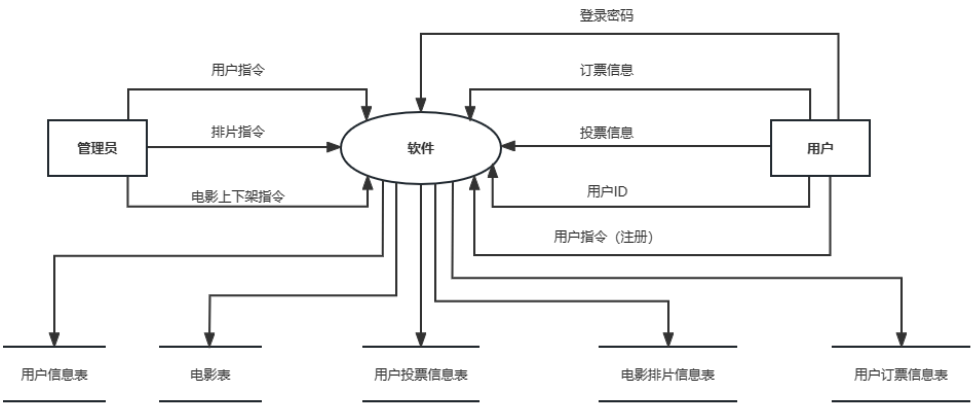 登录密码
用户指令
订票信息
排片指令
投票信息
管理员
软件
用户
电影上下架指令
用户ID
用户指令（注册）
用户信息表
电影表
用户投票信息表
电影排片信息表
用户订票信息表